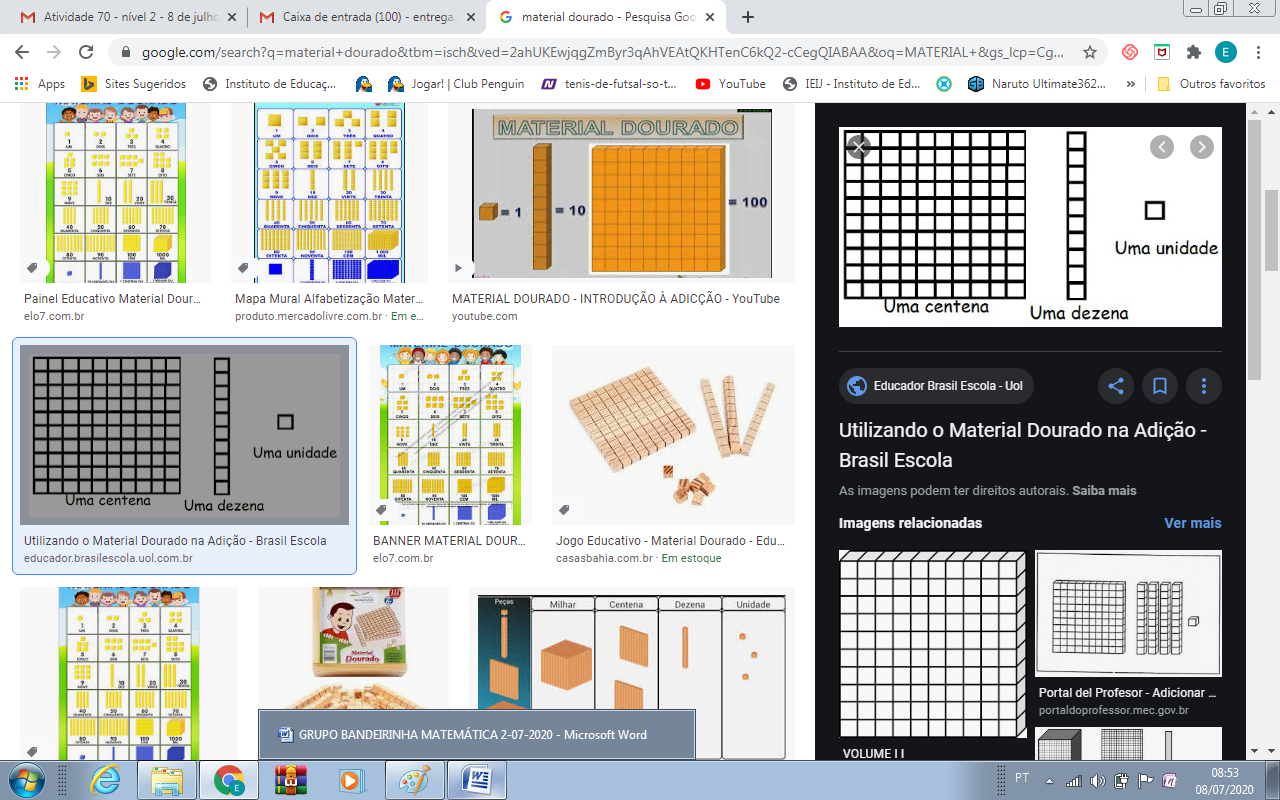 Atividade 70 - nível 2 - 8 de julho
Caixa de entrada (100) - entrega.
material dourado - Pesquisa Goo
google.com/search?q=material+dourado&tbm=isch&ved=2ahUKEwjqgZmByr3qAhVEAtQKHTenC6kQ2-cCegQIABAA&oq=MATERIAL+&gs_lcp=Cg...
E
Apps
Sites Sugeridos
Instituto de Educaç...
Jogar! | Club Penguin
tenis-de-futsal-so-t...
YouTube
IEIJ - Instituto de Ed...
Naruto Ultimate362...
»
Outros favoritos
MATERIAL DOURADO
= 1
= 10
= 100
Painel Educativo Material Dour...
elo7.com.br
Mapa Mural Alfabetização Mater...
produto.mercadolivre.com.br · Em e...
MATERIAL DOURADO - INTRODUÇÃO À ADICÇÃO - YouTube
youtube.com
Uma centena
Uma dezena
Uma unidade
Utilizando o Material Dourado na Adição - Brasil Escola
educador.brasilescola.uol.com.br
BANNER MATERIAL DOUR...
elo7.com.br
Jogo Educativo - Material Dourado - Edu...
casasbahia.com.br · Em estoque
Material
Dourado
Peças
Milhar
Centena
Dezena
Unidade
Uma centena
Uma dezena
Uma unidade
Educador Brasil Escola - Uol
Utilizando o Material Dourado na Adição -
Brasil Escola
As imagens podem ter direitos autorais. Saiba mais
Imagens relacionadas
Ver mais
Portal del Profesor - Adicionar ...
portaldoprofessor.mec.gov.br
VOLUME I I
GRUPO BANDEIRINHA MATEMÁTICA 2-07-2020 - Microsoft Word
PT
08:53
08/07/2020